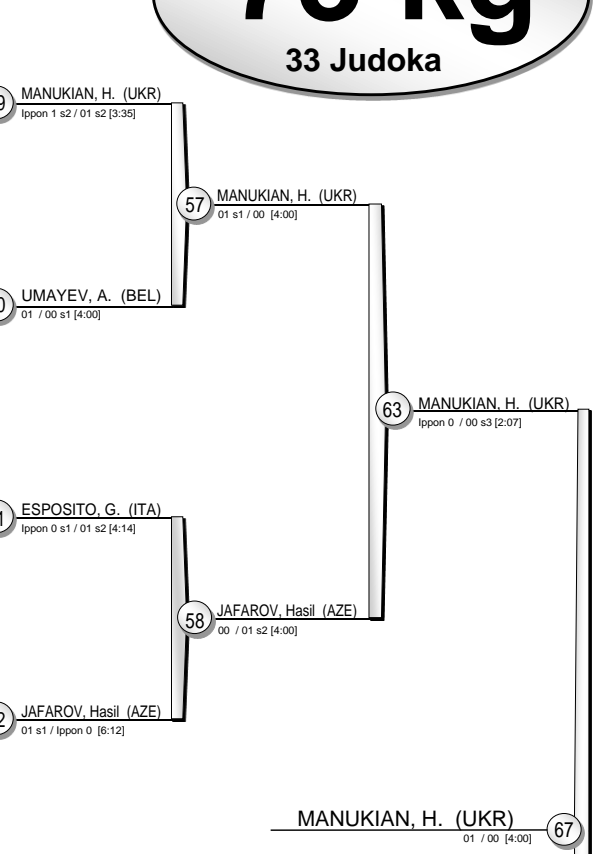 33 Judoka
MANUKIAN, H. (UKR)
Ippon 1 s2 / 01 s2 [3:35]
57
MANUKIAN, H. (UKR)
01 s1 / 00 [4:00]
UMAYEV, A. (BEL)
01 / 00 s1 [4:00]
63
MANUKIAN, H. (UKR)
Ippon 0 / 00 s3 [2:07]
ESPOSITO, G. (ITA)
Ippon 0 s1 / 01 s2 [4:14]
58
JAFAROV, Hasil (AZE)
00 / 01 s2 [4:00]
JAFAROV, Hasil (AZE)
01 s1 / Ippon 0 [6:12]
MANUKIAN, H. (UKR)
67
01 / 00 [4:00]